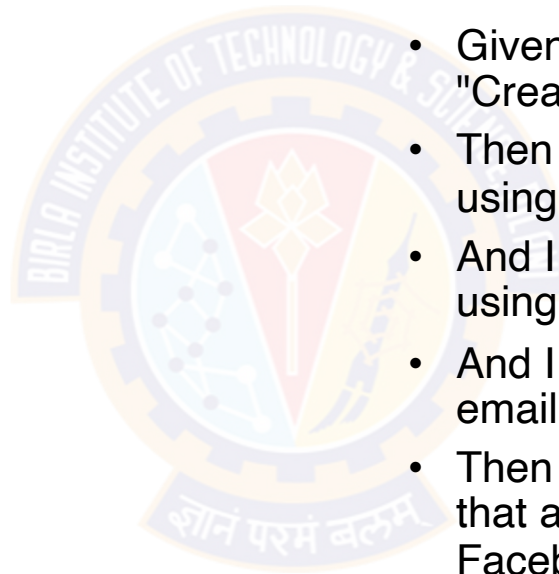 BIRLA INSTITUTE OF TECHNOLOGY &
ज्ञानं परमं बलम्
• Given
"Crea
• Then
using
• And I
using
• And I
email
• Then
that a
Faceb